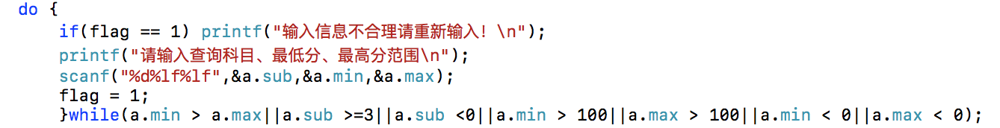 do {
if(flag == 1) printf("输入信息不合理请重新输入！\n");
printf("请输入查询科目、最低分、最高分范围\n");
scanf("%d%lf%lf",&a.sub,&a.min,&a.max);
flag = 1;
}while(a.min > a.max||a.sub >=3||a.sub <0||a.min > 100||a.max > 100||a.min < 0||a.max < 0);